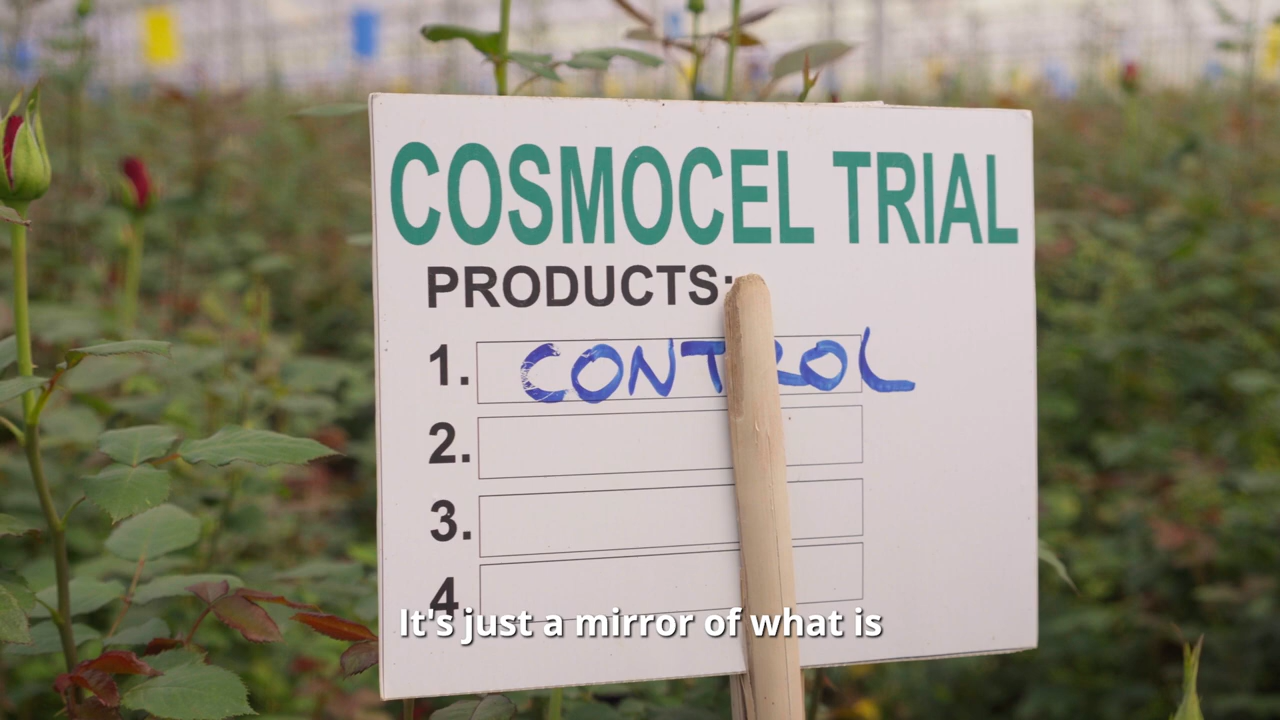 COSMOCEL TRIAL
PRODUCTS:
1. CONTROL
2.
3.
4
It's just a mirror of what is